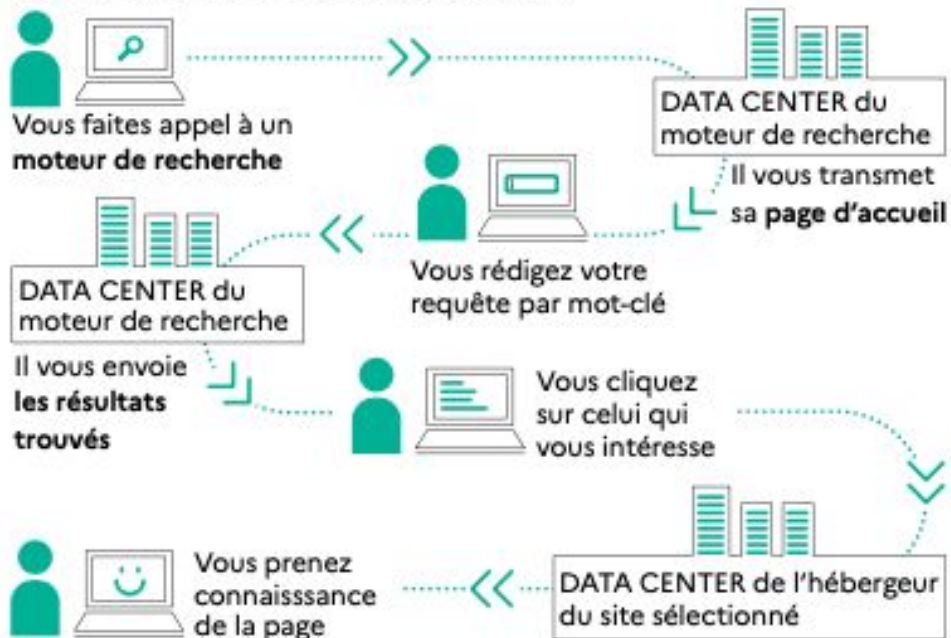 Vous faites appel à un
moteur de recherche
DATA CENTER du
moteur de recherche
Il vous transmet
sa page d'accueil
Vous rédigez votre
requête par mot-clé
DATA CENTER du
moteur de recherche
Il vous envoie
les résultats
trouvés
Vous cliquez
sur celui qui
vous intéresse
DATA CENTER de l'hébergeur
du site sélectionné
Vous prenez
connaisssance
de la page